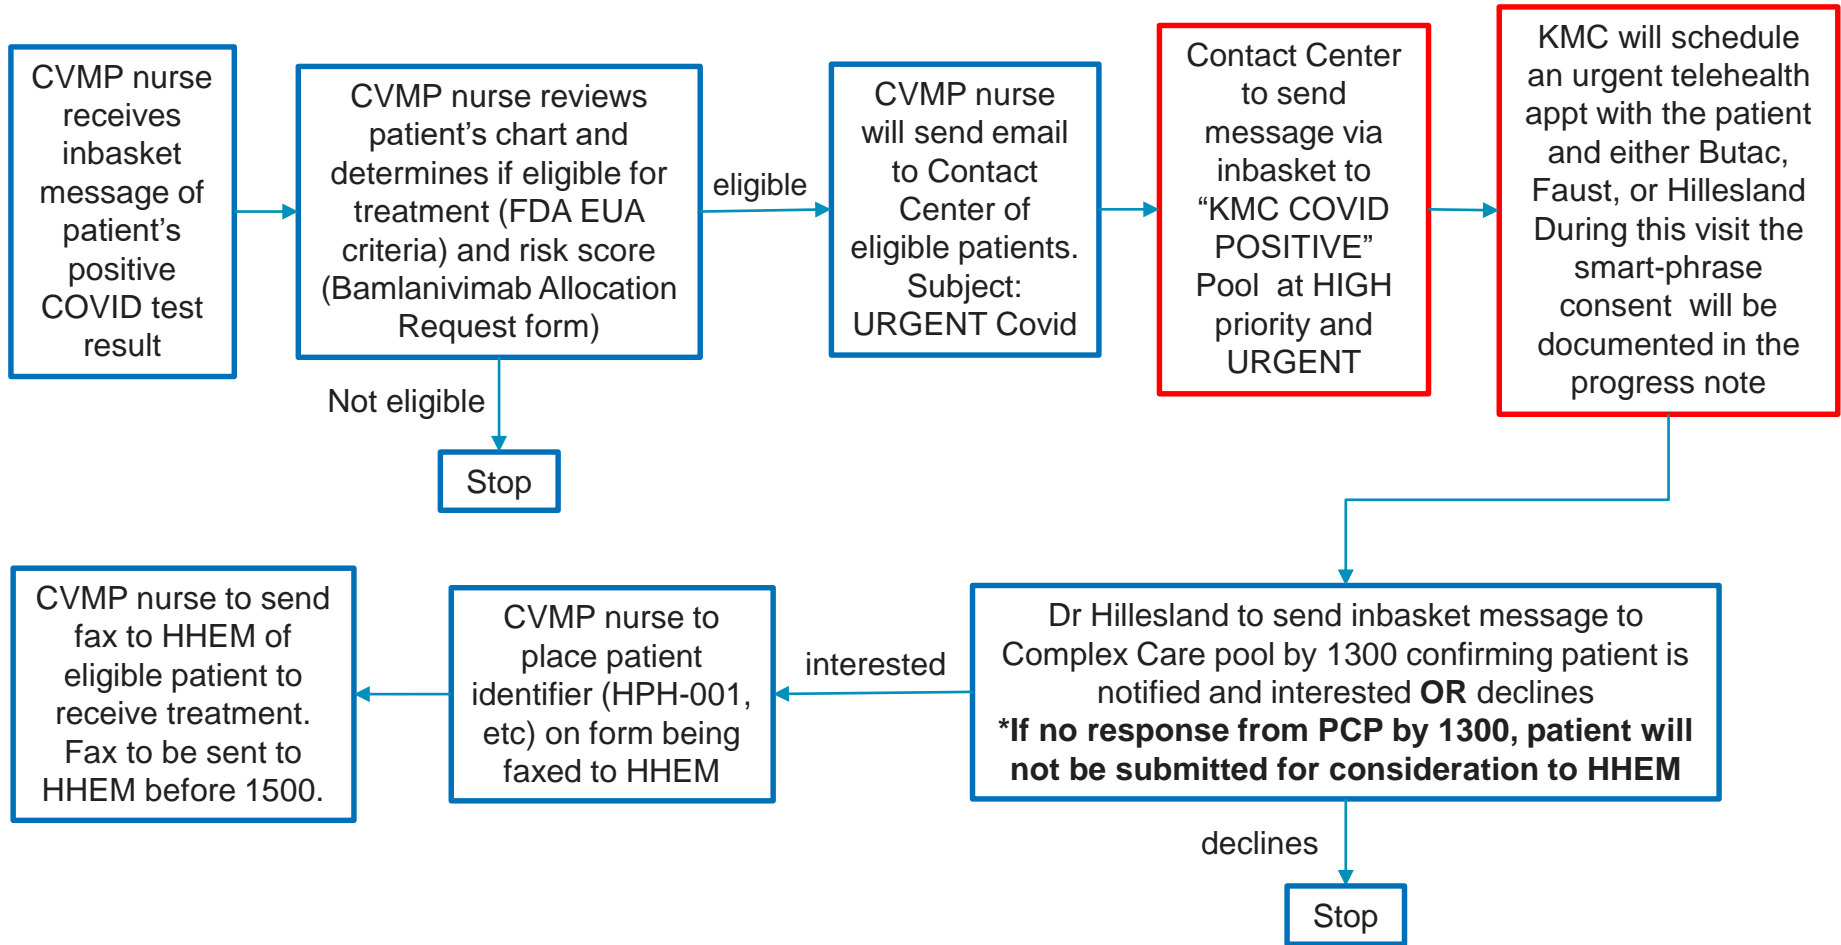 CVMP nurse
receives
inbasket
message of
patient's
positive
COVID test
result
CVMP nurse reviews
patient's chart and
determines if eligible for
treatment (FDA EUA
criteria) and risk score
(Bamlanivimab Allocation
Request form)
Not eligible
Stop
eligible
CVMP nurse
will send email
to Contact
Center of
eligible patients.
Subject:
URGENT Covid
Contact Center
to send
message via
inbasket to
“KMC COVID
POSITIVE”
Pool at HIGH
priority and
URGENT
KMC will schedule
an urgent telehealth
appt with the patient
and either Butac,
Faust, or Hillesland
During this visit the
smart-phrase
consent will be
documented in the
progress note
Dr Hillesland to send inbasket message to
Complex Care pool by 1300 confirming patient is
notified and interested OR declines
*If no response from PCP by 1300, patient will
not be submitted for consideration to HHEM
declines
Stop
interested
CVMP nurse to
place patient
identifier (HPH-001,
etc) on form being
faxed to HHEM
CVMP nurse to send
fax to HHEM of
eligible patient to
receive treatment.
Fax to be sent to
HHEM before 1500.